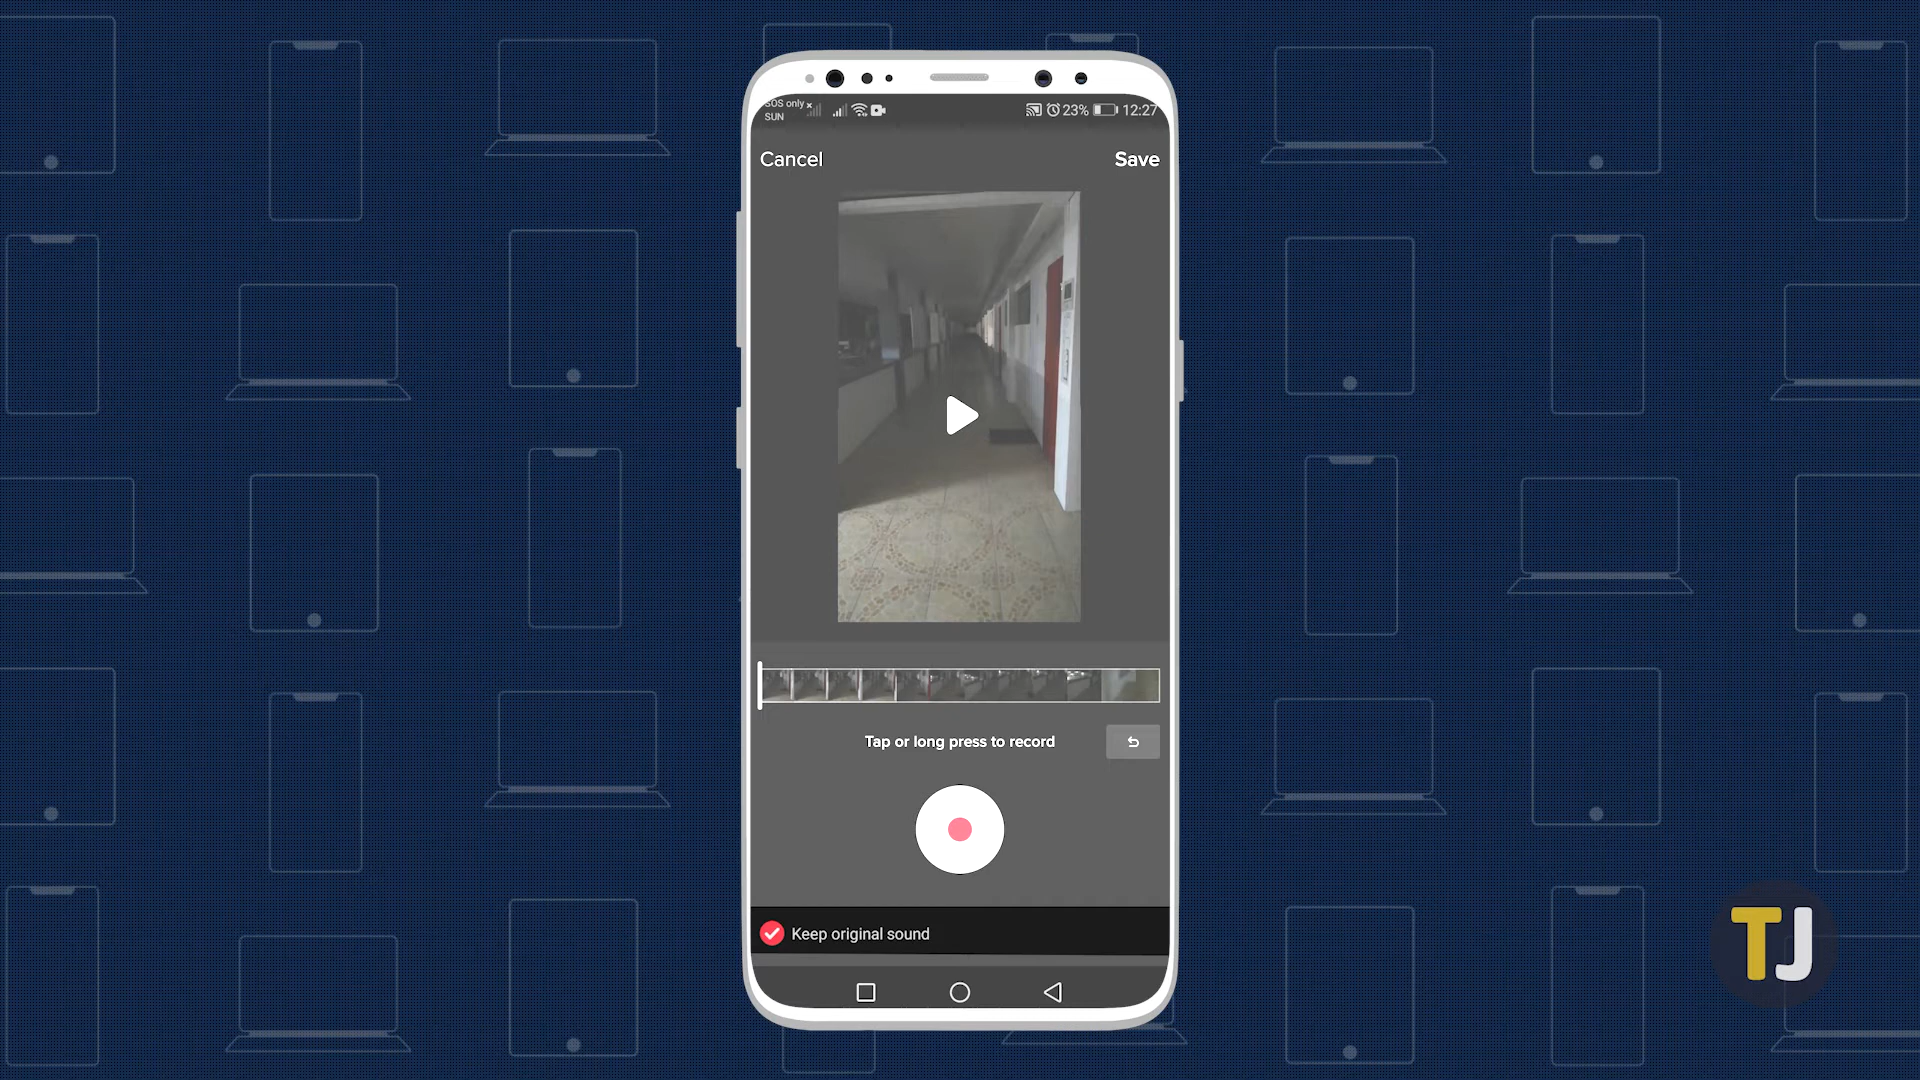 SOS only
SUN
23%
12:27
Cancel
Save
Tap or long press to record
Keep original sound
TJ